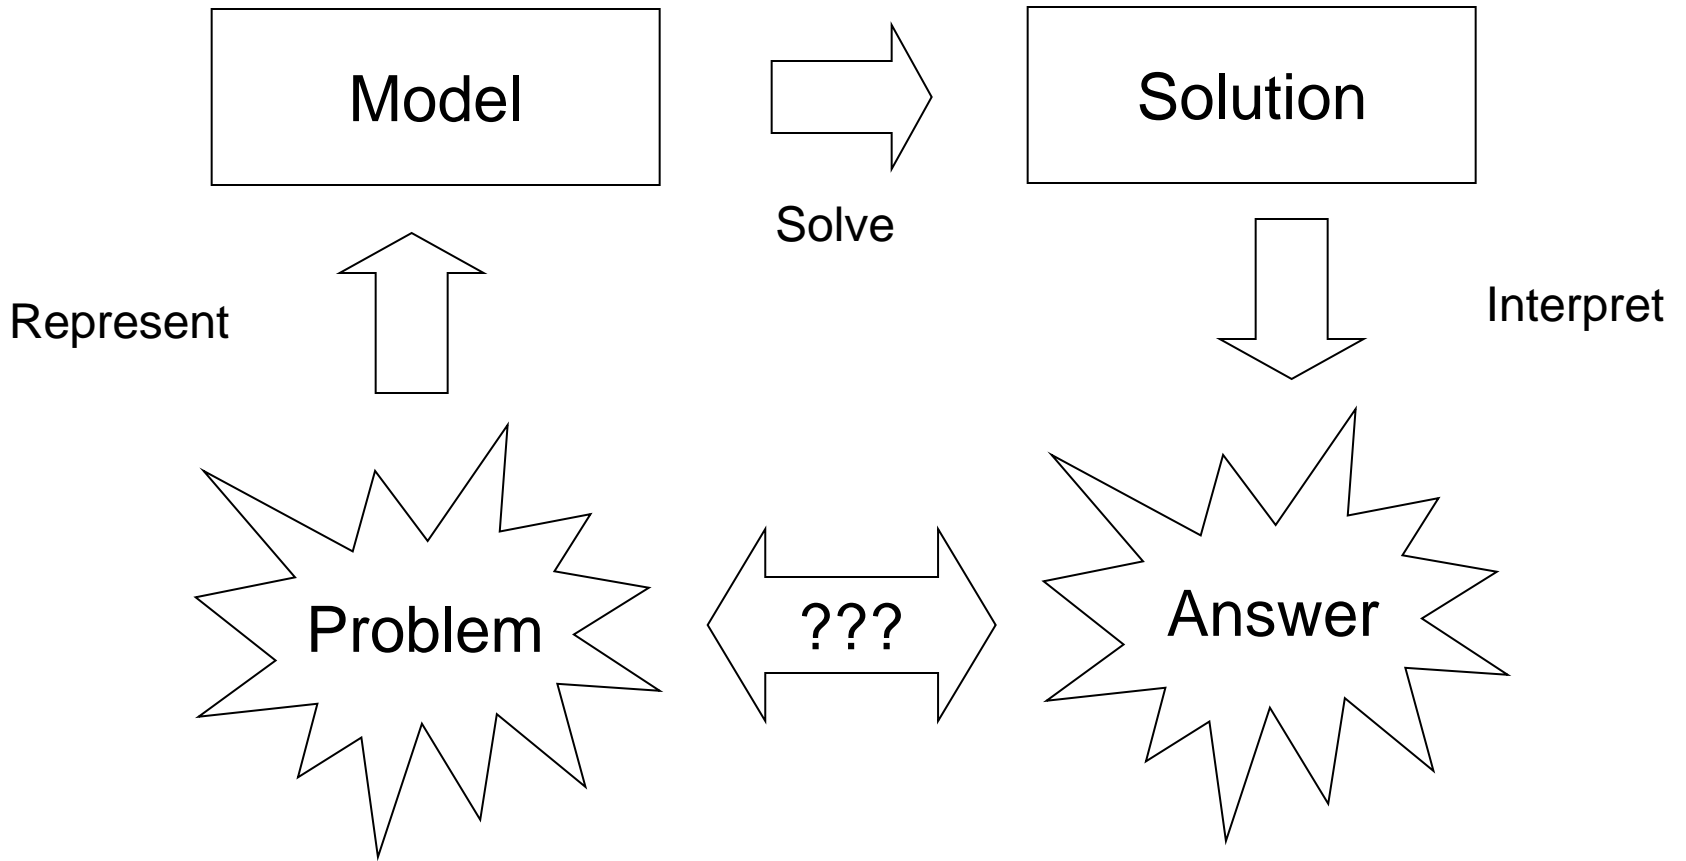 Model
Solution
Solve
Represent
Interpret
Problem
???
Answer